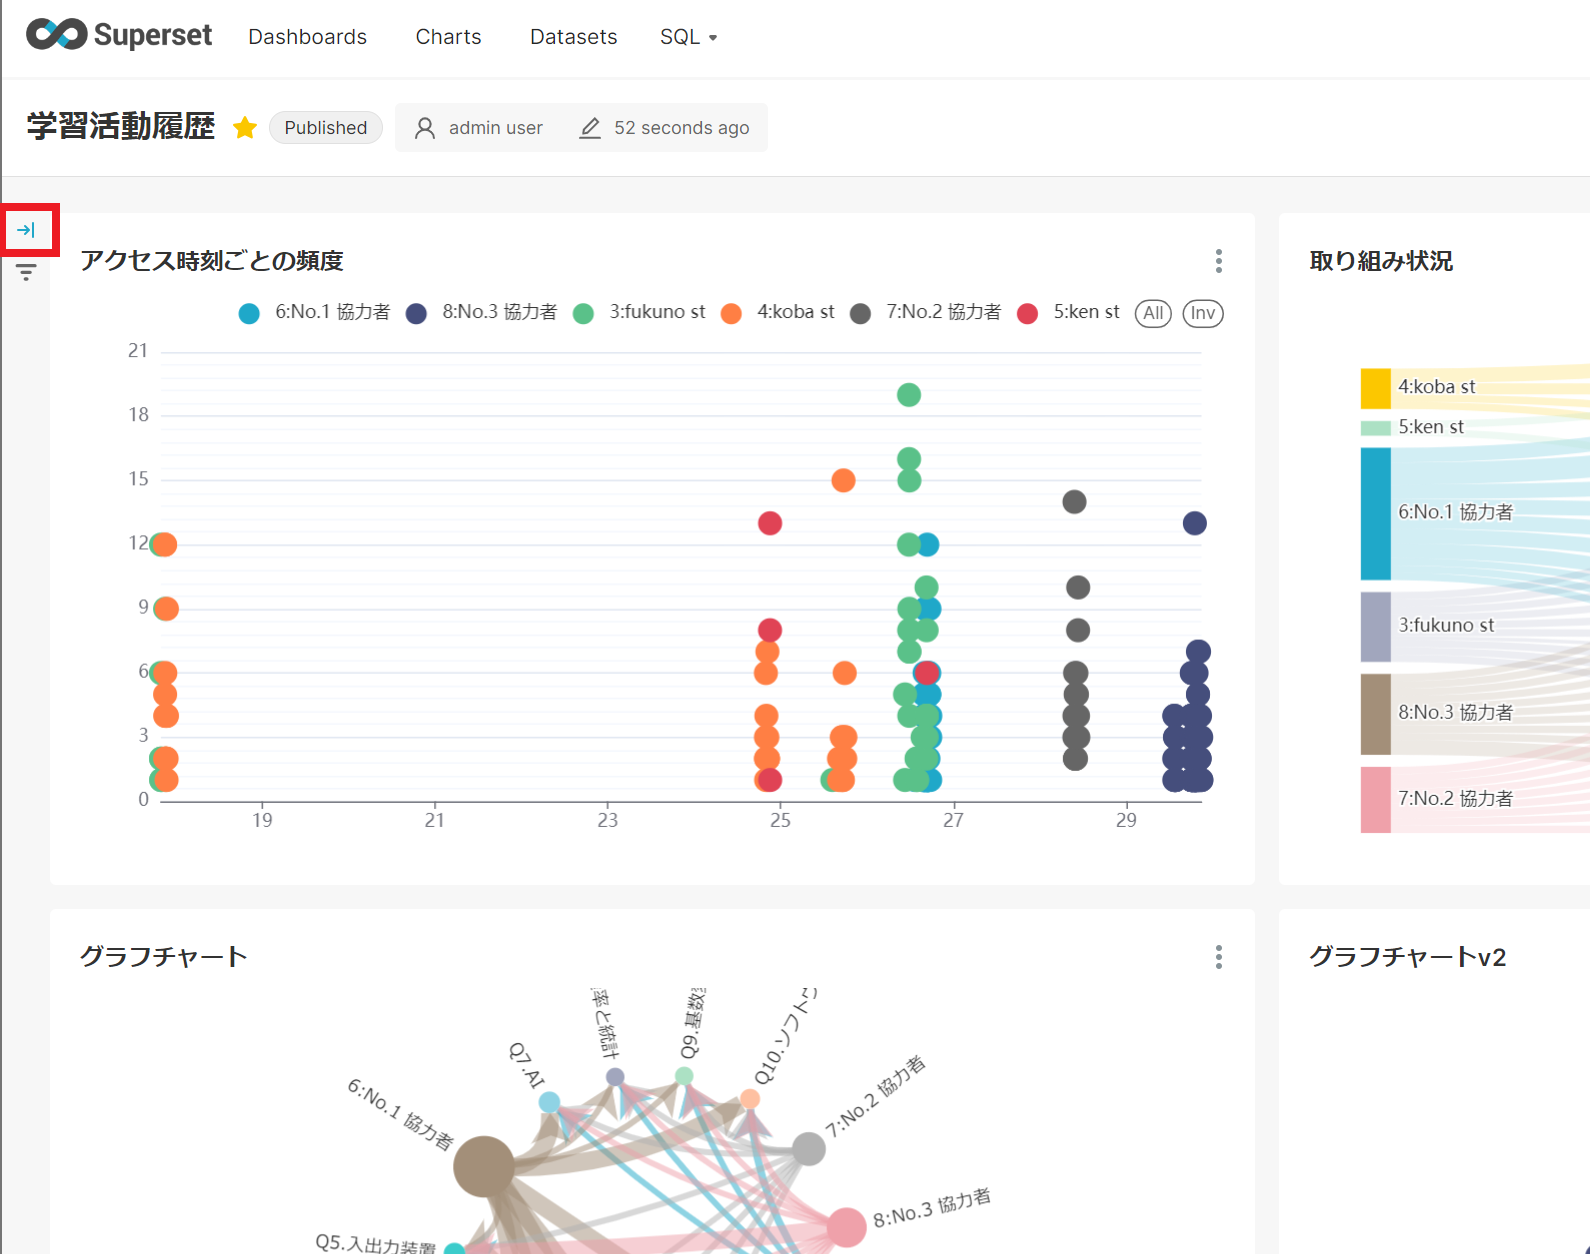 Superset Dashboards Charts Datasets SQL
学習活動履歴 Published admin user 52 seconds ago
アクセス時刻ごとの頻度
6:No.1 協力者 8:No.3 協力者 3:fukuno st 4:koba st 7:No.2 協力者 5:ken st All Inv
21
18
15
12
9
6
3
0
19 21 23 25 27 29
取り組み状況
4:koba st
5:ken st
6:No.1 協力者
3:fukuno st
8:No.3 協力者
7:No.2 協力者
グラフチャート
6:No.1 協力者
Q7.AI
率と統計
Q9.基数
Q10.ソフトウ
7:No.2 協力者
8:No.3 協力者
Q5.入出力装置
グラフチャートv2